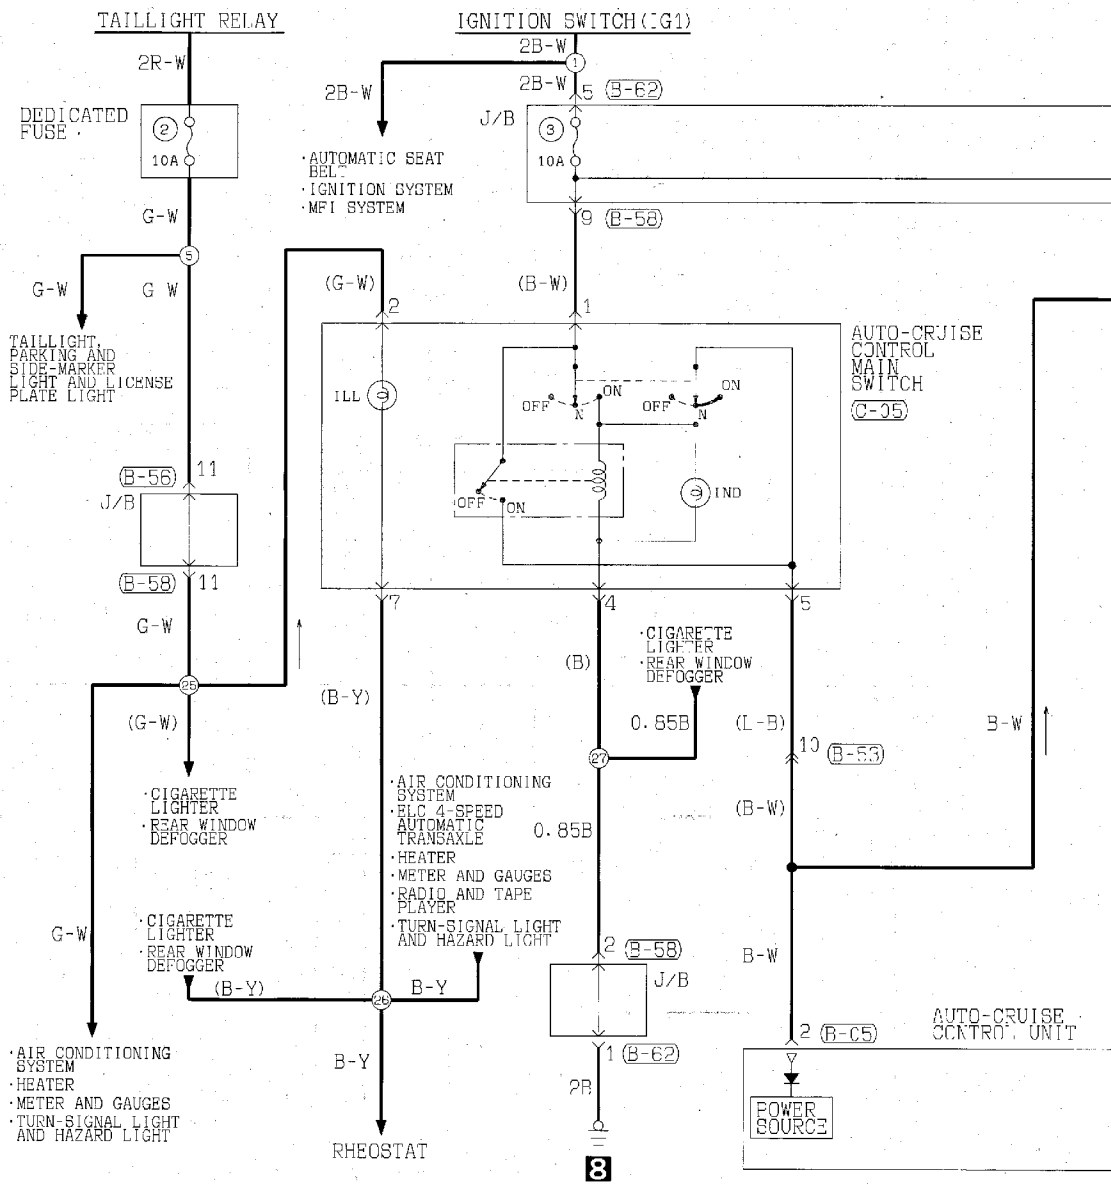 TAILLIGHT RELAY
IGNITION SWITCH(IG1)
2R-W
2B-W
1
2B-W
2B-W
5 (B-62)
DEDICATED
FUSE
2
10A
J/B
3
10A
·AUTOMATIC SEAT
BELT
·IGNITION SYSTEM
·MFI SYSTEM
G-W
9 (B-58)
5
G-W
G W
(G-W)
(B-W)
2
1
TAILLIGHT,
PARKING AND
SIDE-MARKER
LIGHT AND LICENSE
PLATE LIGHT
AUTO-CRUISE
CONTROL
MAIN
SWITCH
(C-05)
ILL
OFF
N
ON
OFF
N
ON
(B-56) 11
J/B
OFF
ON
IND
(B-58) 11
7
4
5
G-W
·CIGARETTE
LIGHTER
·REAR WINDOW
DEFOGGER
(B)
25
(B-Y)
(G-W)
0.85B
(L-B)
B-W
10 (B-53)
27
·CIGARETTE
LIGHTER
·REAR WINDOW
DEFOGGER
·AIR CONDITIONING
SYSTEM
·ELC 4-SPEED
AUTOMATIC
TRANSAXLE
·HEATER
·METER AND GAUGES
·RADIO AND TAPE
PLAYER
·TURN-SIGNAL LIGHT
AND HAZARD LIGHT
0.85B
(B-W)
G-W
·CIGARETTE
LIGHTER
·REAR WINDOW
DEFOGGER
2 (B-58)
J/B
B-W
(B-Y)
B-Y
26
·AIR CONDITIONING
SYSTEM
·HEATER
·METER AND GAUGES
·TURN-SIGNAL LIGHT
AND HAZARD LIGHT
B-Y
1 (B-62)
2B
2 (B-05)
AUTO-CRUISE
CONTROL UNIT
POWER
SOURCE
RHEOSTAT
8